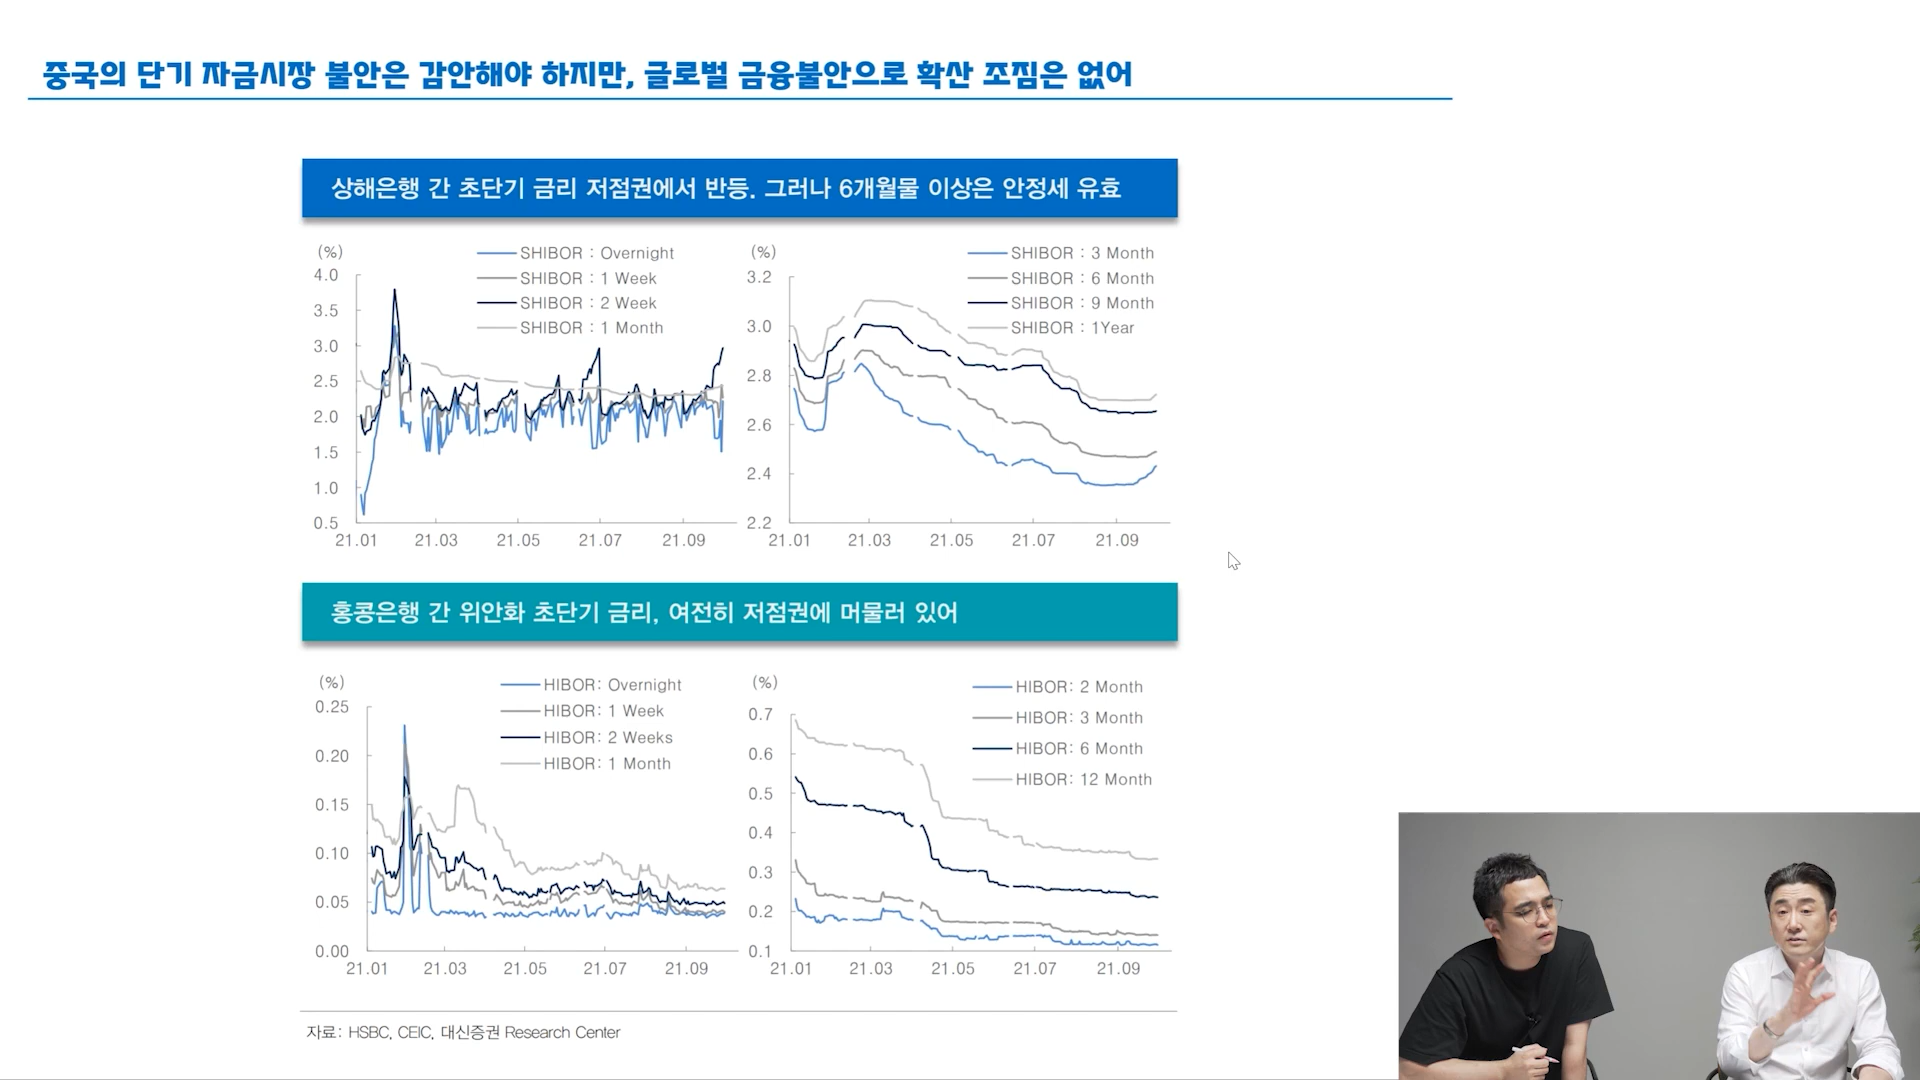 중국의 단기 자금시장 불안은 감안해야 하지만, 글로벌 금융불안으로 확산 조짐은 없어
상해은행 간 초단기 금리 저점권에서 반등. 그러나 6개월물 이상은 안정세 유효
(%)
SHIBOR : Overnight
SHIBOR : 1 Week
SHIBOR : 2 Week
SHIBOR : 1 Month
4.0
3.5
3.0
2.5
2.0
1.5
1.0
0.5
21.01 21.03 21.05 21.07 21.09
(%)
SHIBOR : 3 Month
SHIBOR : 6 Month
SHIBOR : 9 Month
SHIBOR : 1Year
3.2
3.0
2.8
2.6
2.4
2.2
21.01 21.03 21.05 21.07 21.09
홍콩은행 간 위안화 초단기 금리, 여전히 저점권에 머물러 있어
(%)
HIBOR: Overnight
HIBOR: 1 Week
HIBOR: 2 Weeks
HIBOR: 1 Month
0.25
0.20
0.15
0.10
0.05
0.00
21.01 21.03 21.05 21.07 21.09
(%)
HIBOR: 2 Month
HIBOR: 3 Month
HIBOR: 6 Month
HIBOR: 12 Month
0.7
0.6
0.5
0.4
0.3
0.2
0.1
21.01 21.03 21.05 21.07 21.09
자료: HSBC, CEIC, 대신증권 Research Center